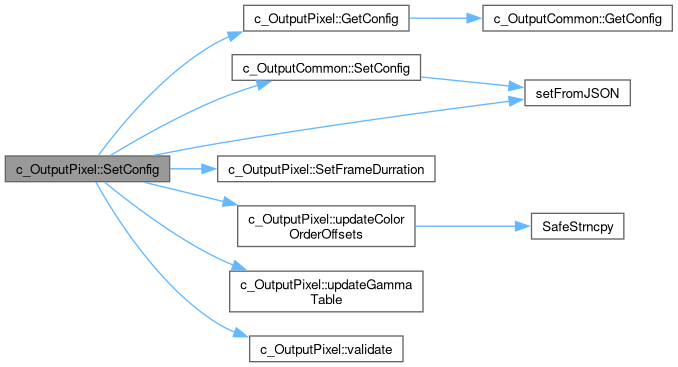 c_OutputPixel::GetConfig
c_OutputCommon::GetConfig
c_OutputCommon::SetConfig
setFromJSON
c_OutputPixel::SetConfig
c_OutputPixel::SetFrameDurration
c_OutputPixel::updateColor
OrderOffsets
SafeStrncpy
c_OutputPixel::updateGamma
Table
c_OutputPixel::validate